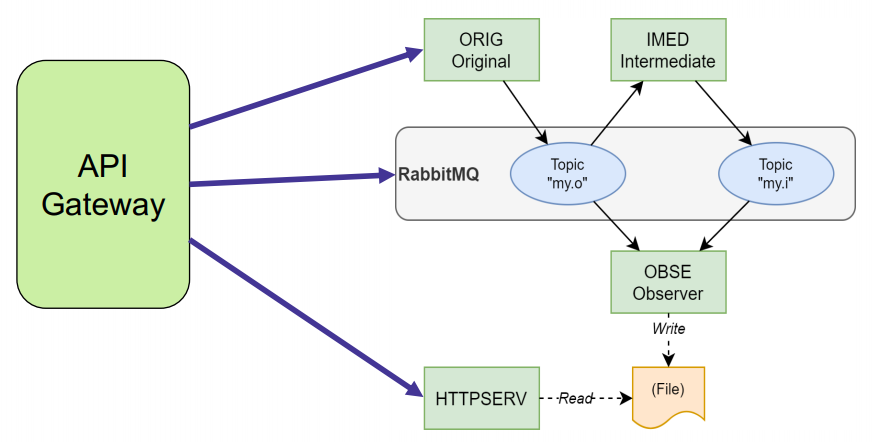 API
Gateway
ORIG
Original
IMED
Intermediate
RabbitMQ
Topic
"my.o"
Topic
"my.i"
OBSE
Observer
Write
HTTPSERV
Read
(File)